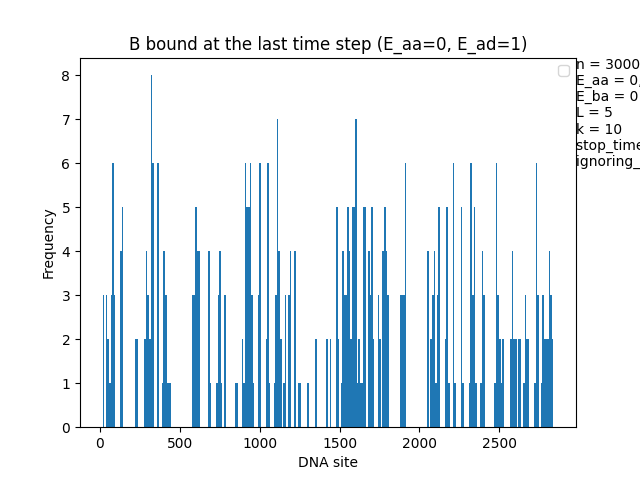 B bound at the last time step (E_aa=0, E_ad=1)
n = 3000
E_aa = 0,
E_ba = 0
L = 5
k = 10
stop_time
ignoring_
8
7
6
5
4
3
2
1
0
Frequency
0 500 1000 1500 2000 2500
DNA site